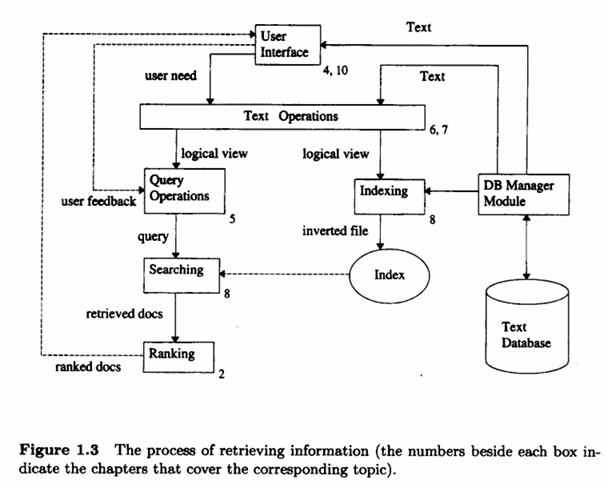 Text
User
Interface
4, 10
user need
Text
Text Operations
6, 7
logical view
logical view
Query
Operations
5
user feedback
Indexing
8
DB Manager
Module
query
inverted file
Searching
8
Index
retrieved docs
Text
Database
Ranking
2
ranked docs
Figure 1.3 The process of retrieving information (the numbers beside each box in-
dicate the chapters that cover the corresponding topic).